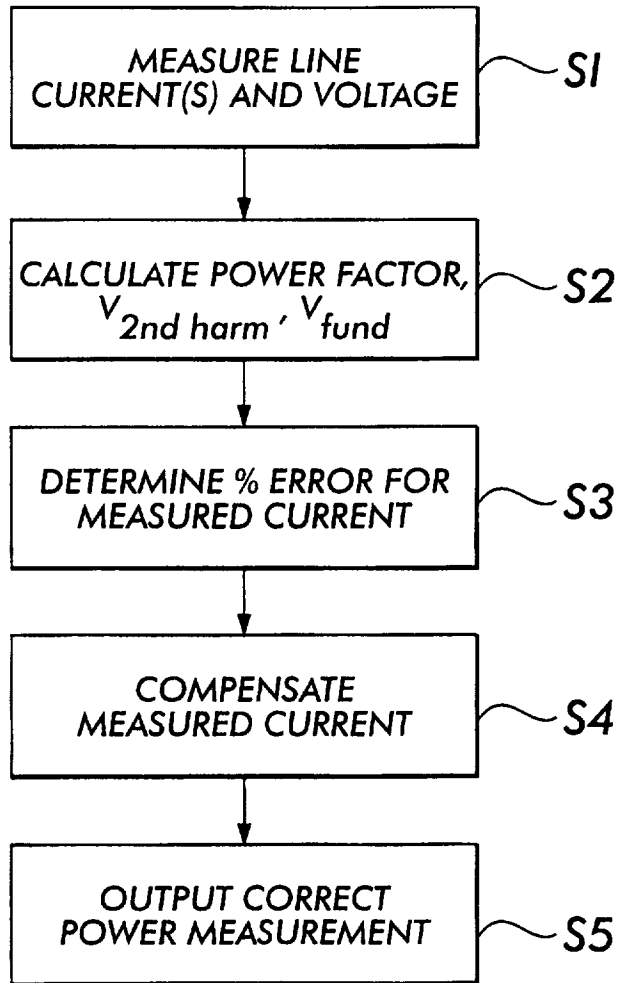 MEASURE LINE
CURRENT(S) AND VOLTAGE
S1
CALCULATE POWER FACTOR,
V2nd harm, Vfund
S2
DETERMINE % ERROR FOR
MEASURED CURRENT
S3
COMPENSATE
MEASURED CURRENT
S4
OUTPUT CORRECT
POWER MEASUREMENT
S5